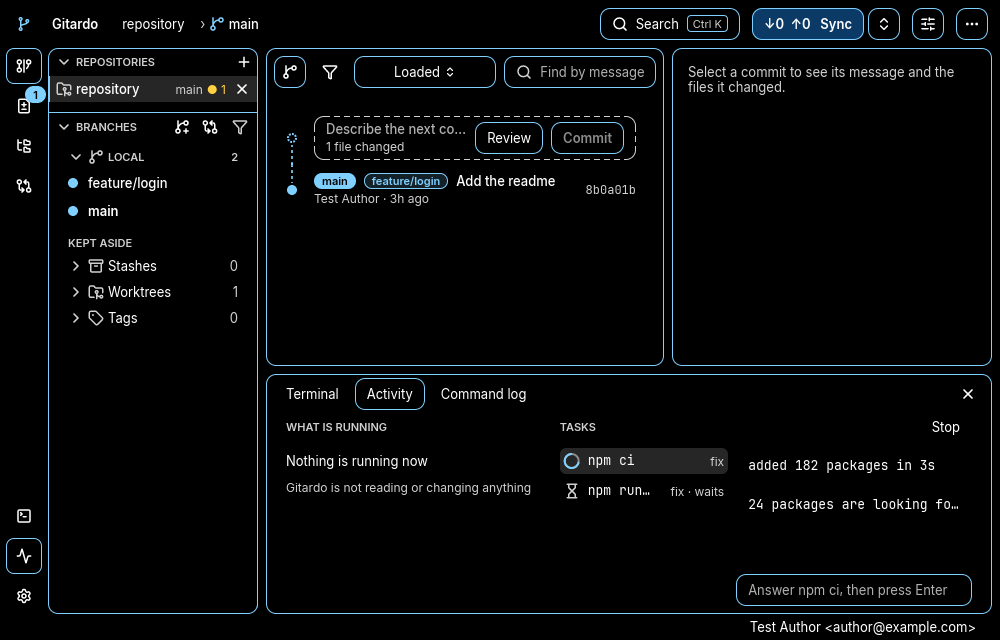 Gitardo repository › main
Search Ctrl K
↓0 ↑0 Sync
REPOSITORIES
repository main 1
BRANCHES
LOCAL 2
feature/login
main
KEPT ASIDE
Stashes 0
Worktrees 1
Tags 0
1
Loaded
Find by message
Describe the next co...
1 file changed
Review
Commit
main feature/login Add the readme
Test Author · 3h ago
8b0a01b
Select a commit to see its message and the
files it changed.
Terminal Activity Command log
WHAT IS RUNNING
Nothing is running now
Gitardo is not reading or changing anything
TASKS
Stop
npm ci fix
npm run… fix · waits
added 182 packages in 3s
24 packages are looking fo…
Answer npm ci, then press Enter
Test Author <author@example.com>